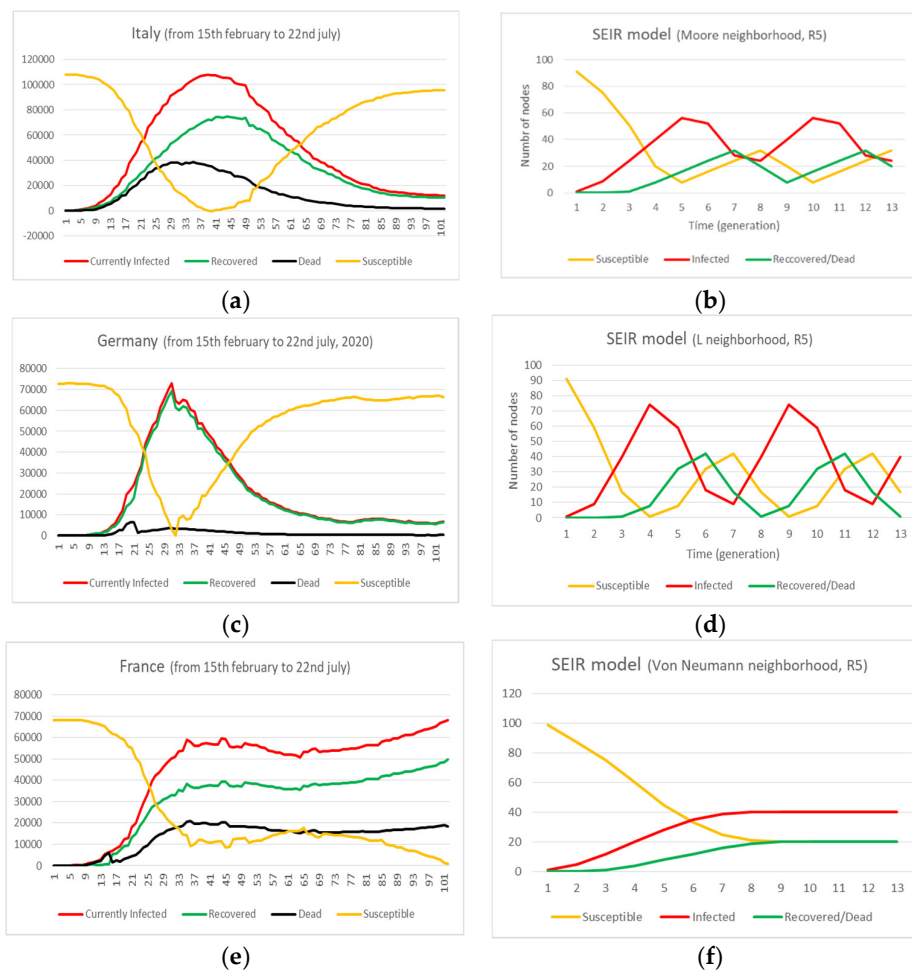 Italy (from 15th february to 22nd july)
120000
100000
80000
60000
40000
20000
0
-20000
1 5 9 13 17 21 25 29 33 37 41 45 49 53 57 61 65 69 73 77 81 85 89 93 97 101
Currently Infected Recovered Dead Susceptible
(a)
SEIR model (Moore neighborhood, R5)
Numbr of nodes
100
80
60
40
20
0
1 2 3 4 5 6 7 8 9 10 11 12 13
Time (generation)
Susceptible Infected Reccovered/Dead
(b)
Germany (from 15th february to 22nd july, 2020)
80000
70000
60000
50000
40000
30000
20000
10000
0
1 5 9 13 17 21 25 29 33 37 41 45 49 53 57 61 65 69 73 77 81 85 89 93 97 101
Currently Infected Recovered Dead Susceptible
(c)
SEIR model (L neighborhood, R5)
Number of nodes
100
90
80
70
60
50
40
30
20
10
0
1 2 3 4 5 6 7 8 9 10 11 12 13
Time (generation)
Susceptible Infected Recovered/Dead
(d)
France (from 15th february to 22nd july)
80000
70000
60000
50000
40000
30000
20000
10000
0
1 5 9 13 17 21 25 29 33 37 41 45 49 53 57 61 65 69 73 77 81 85 89 93 97 101
Currently Infected Recovered Dead Susceptible
(e)
SEIR model (Von Neumann neighborhood, R5)
120
100
80
60
40
20
0
1 2 3 4 5 6 7 8 9 10 11 12 13
Susceptible Infected Recovered/Dead
(f)